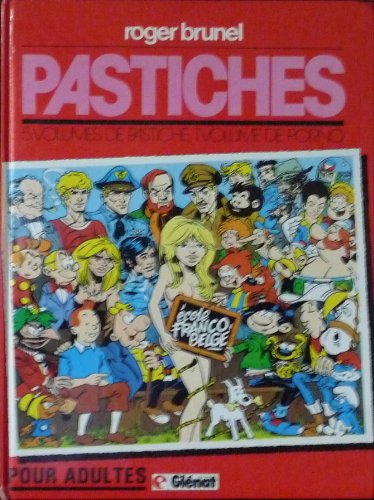 roger brunel
PASTICHES
5 VOLUMES DE PASTICHE, 1 VOLUME DE PORNO
école
FRANCO-
BELGE
POUR ADULTES
Glénat